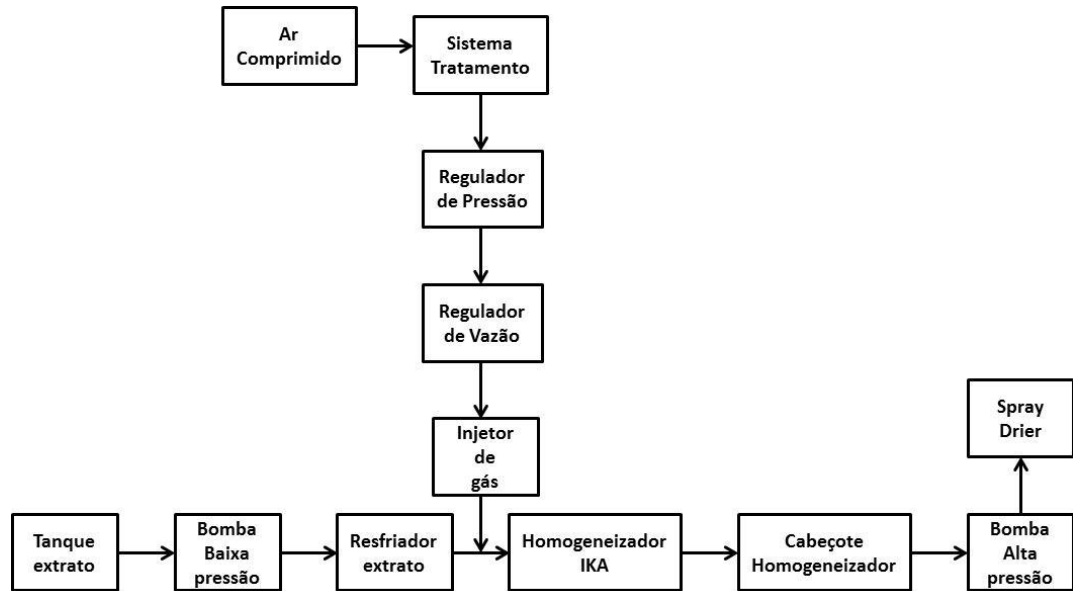 Ar
Comprimido
Sistema
Tratamento
Regulador
de Pressão
Regulador
de Vazão
Injetor
de
gás
Spray
Drier
Tanque
extrato
Bomba
Baixa
pressão
Resfriador
extrato
Homogeneizador
IKA
Cabeçote
Homogeneizador
Bomba
Alta
pressão